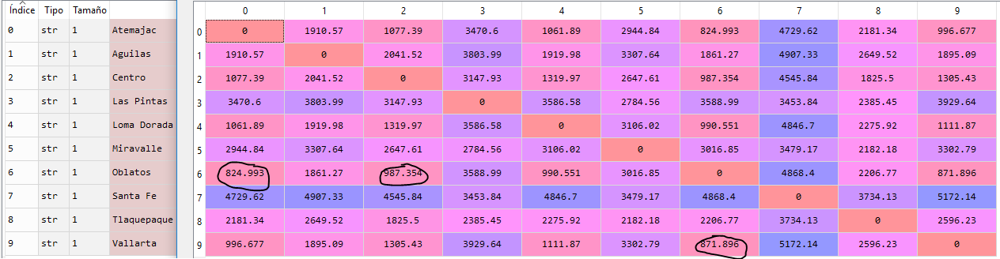 Índice Tipo Tamaño 0 1 2 3 4 5 6 7 8 9
0 str 1 Atemajac 0 0 1910.57 1077.39 3470.6 1061.89 2944.84 824.993 4729.62 2181.34 996.677
1 str 1 Aguilas 1 1910.57 0 2041.52 3803.99 1919.98 3307.64 1861.27 4907.33 2649.52 1895.09
2 str 1 Centro 2 1077.39 2041.52 0 3147.93 1319.97 2647.61 987.354 4545.84 1825.5 1305.43
3 str 1 Las Pintas 3 3470.6 3803.99 3147.93 0 3586.58 2784.56 3588.99 3453.84 2385.45 3929.64
4 str 1 Loma Dorada 4 1061.89 1919.98 1319.97 3586.58 0 3106.02 990.551 4846.7 2275.92 1111.87
5 str 1 Miravalle 5 2944.84 3307.64 2647.61 2784.56 3106.02 0 3016.85 3479.17 2182.18 3302.79
6 str 1 Oblatos 6 824.993 1861.27 987.354 3588.99 990.551 3016.85 0 4868.4 2206.77 871.896
7 str 1 Santa Fe 7 4729.62 4907.33 4545.84 3453.84 4846.7 3479.17 4868.4 0 3734.13 5172.14
8 str 1 Tlaquepaque 8 2181.34 2649.52 1825.5 2385.45 2275.92 2182.18 2206.77 3734.13 0 2596.23
9 str 1 Vallarta 9 996.677 1895.09 1305.43 3929.64 1111.87 3302.79 871.896 5172.14 2596.23 0